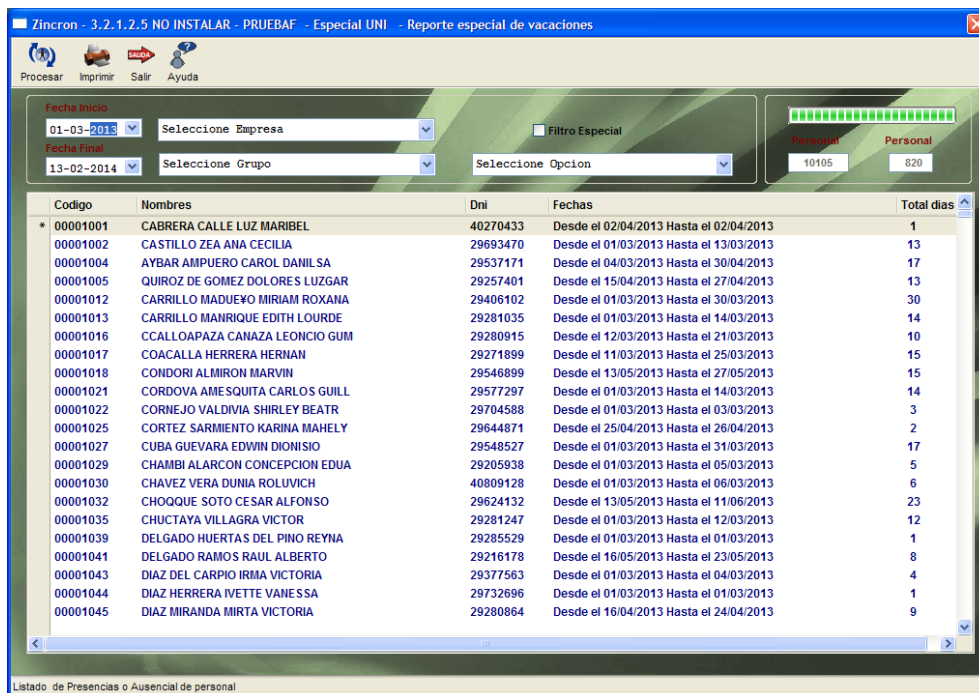 Zincron - 3.2.1.2.5 NO INSTALAR - PRUEBAF - Especial UNI - Reporte especial de vacaciones
SALIDA
Procesar Imprimir Salir Ayuda
Fecha Inicio
01-03-2013 Seleccione Empresa Filtro Especial
Fecha Final
13-02-2014 Seleccione Grupo Seleccione Opcion
Personal Personal
10105 820
Codigo Nombres Dni Fechas Total dias
* 00001001 CABRERA CALLE LUZ MARIBEL 40270433 Desde el 02/04/2013 Hasta el 02/04/2013 1
00001002 CASTILLO ZEA ANA CECILIA 29693470 Desde el 01/03/2013 Hasta el 13/03/2013 13
00001004 AYBAR AMPUERO CAROL DANILSA 29537171 Desde el 04/03/2013 Hasta el 30/04/2013 17
00001005 QUIROZ DE GOMEZ DOLORES LUZGAR 29257401 Desde el 15/04/2013 Hasta el 27/04/2013 13
00001012 CARRILLO MADUE¥O MIRIAM ROXANA 29406102 Desde el 01/03/2013 Hasta el 30/03/2013 30
00001013 CARRILLO MANRIQUE EDITH LOURDE 29281035 Desde el 01/03/2013 Hasta el 14/03/2013 14
00001016 CCALLOAPAZA CANAZA LEONCIO GUM 29280915 Desde el 12/03/2013 Hasta el 21/03/2013 10
00001017 COACALLA HERRERA HERNAN 29271899 Desde el 11/03/2013 Hasta el 25/03/2013 15
00001018 CONDORI ALMIRON MARVIN 29546899 Desde el 13/05/2013 Hasta el 27/05/2013 15
00001021 CORDOVA AMESQUITA CARLOS GUILL 29577297 Desde el 01/03/2013 Hasta el 14/03/2013 14
00001022 CORNEJO VALDIVIA SHIRLEY BEATR 29704588 Desde el 01/03/2013 Hasta el 03/03/2013 3
00001025 CORTEZ SARMIENTO KARINA MAHELY 29644871 Desde el 25/04/2013 Hasta el 26/04/2013 2
00001027 CUBA GUEVARA EDWIN DIONISIO 29548527 Desde el 01/03/2013 Hasta el 31/03/2013 17
00001029 CHAMBI ALARCON CONCEPCION EDUA 29205938 Desde el 01/03/2013 Hasta el 05/03/2013 5
00001030 CHAVEZ VERA DUNIA ROLUVICH 40809128 Desde el 01/03/2013 Hasta el 06/03/2013 6
00001032 CHOQQUE SOTO CESAR ALFONSO 29624132 Desde el 13/05/2013 Hasta el 11/06/2013 23
00001035 CHUCTAYA VILLAGRA VICTOR 29281247 Desde el 01/03/2013 Hasta el 12/03/2013 12
00001039 DELGADO HUERTAS DEL PINO REYNA 29285529 Desde el 01/03/2013 Hasta el 01/03/2013 1
00001041 DELGADO RAMOS RAUL ALBERTO 29216178 Desde el 16/05/2013 Hasta el 23/05/2013 8
00001043 DIAZ DEL CARPIO IRMA VICTORIA 29377563 Desde el 01/03/2013 Hasta el 04/03/2013 4
00001044 DIAZ HERRERA IVETTE VANESSA 29732696 Desde el 01/03/2013 Hasta el 01/03/2013 1
00001045 DIAZ MIRANDA MIRTA VICTORIA 29280864 Desde el 16/04/2013 Hasta el 24/04/2013 9
Listado de Presencias o Ausencial de personal